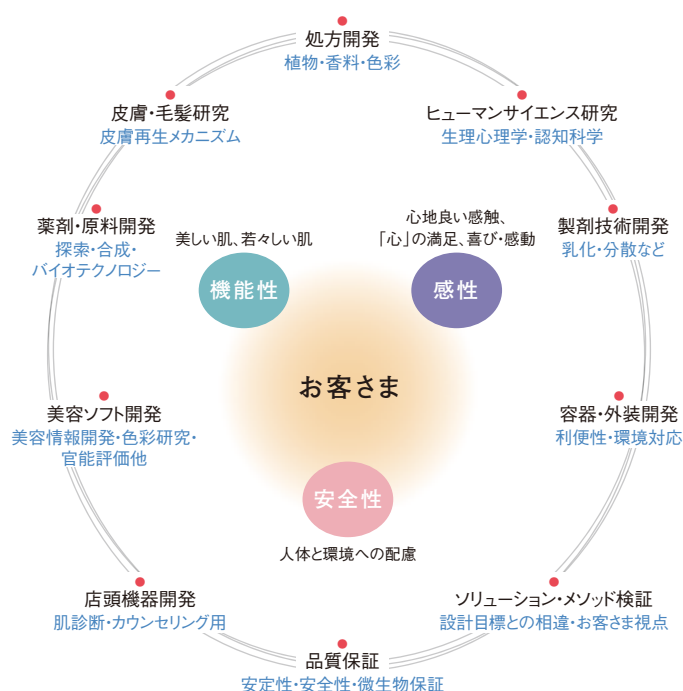 処方開発
植物・香料・色彩
皮膚・毛髪研究
皮膚再生メカニズム
ヒューマンサイエンス研究
生理心理学・認知科学
薬剤・原料開発
探索・合成・
バイオテクノロジー
美しい肌、若々しい肌
機能性
心地良い感触、
「心」の満足、喜び・感動
感性
製剤技術開発
乳化・分散など
お客さま
美容ソフト開発
美容情報開発・色彩研究・
官能評価他
容器・外装開発
利便性・環境対応
安全性
人体と環境への配慮
店頭機器開発
肌診断・カウンセリング用
ソリューション・メソッド検証
設計目標との相違・お客さま視点
品質保証
安定性・安全性・微生物保証